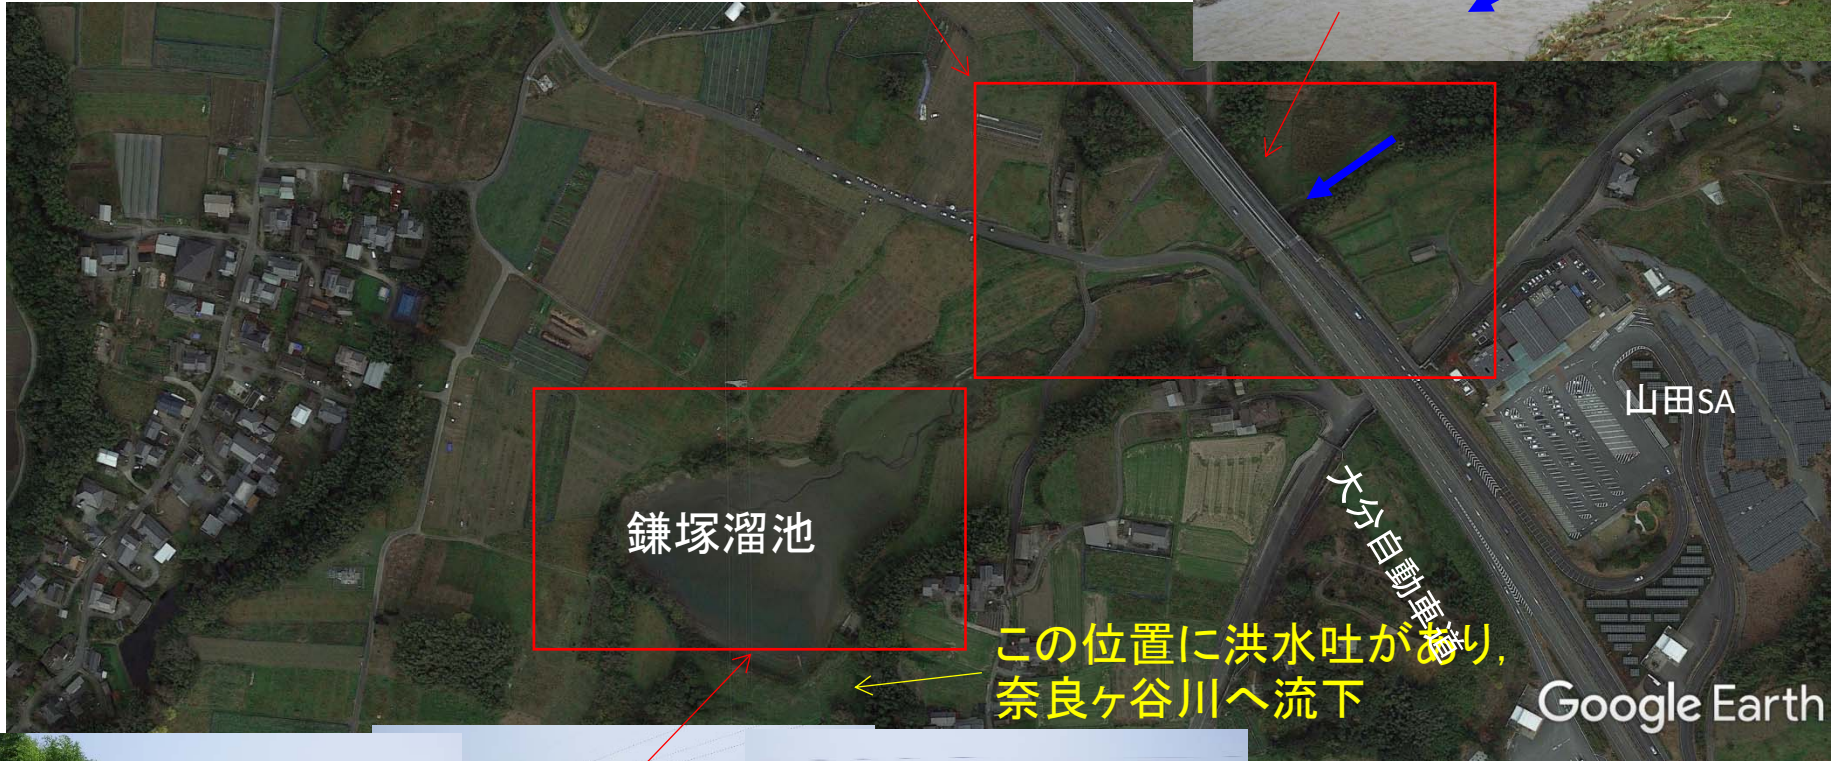 山田SA
大分自動車道
鎌塚溜池
この位置に洪水吐があり,
奈良ヶ谷川へ流下
Google Earth